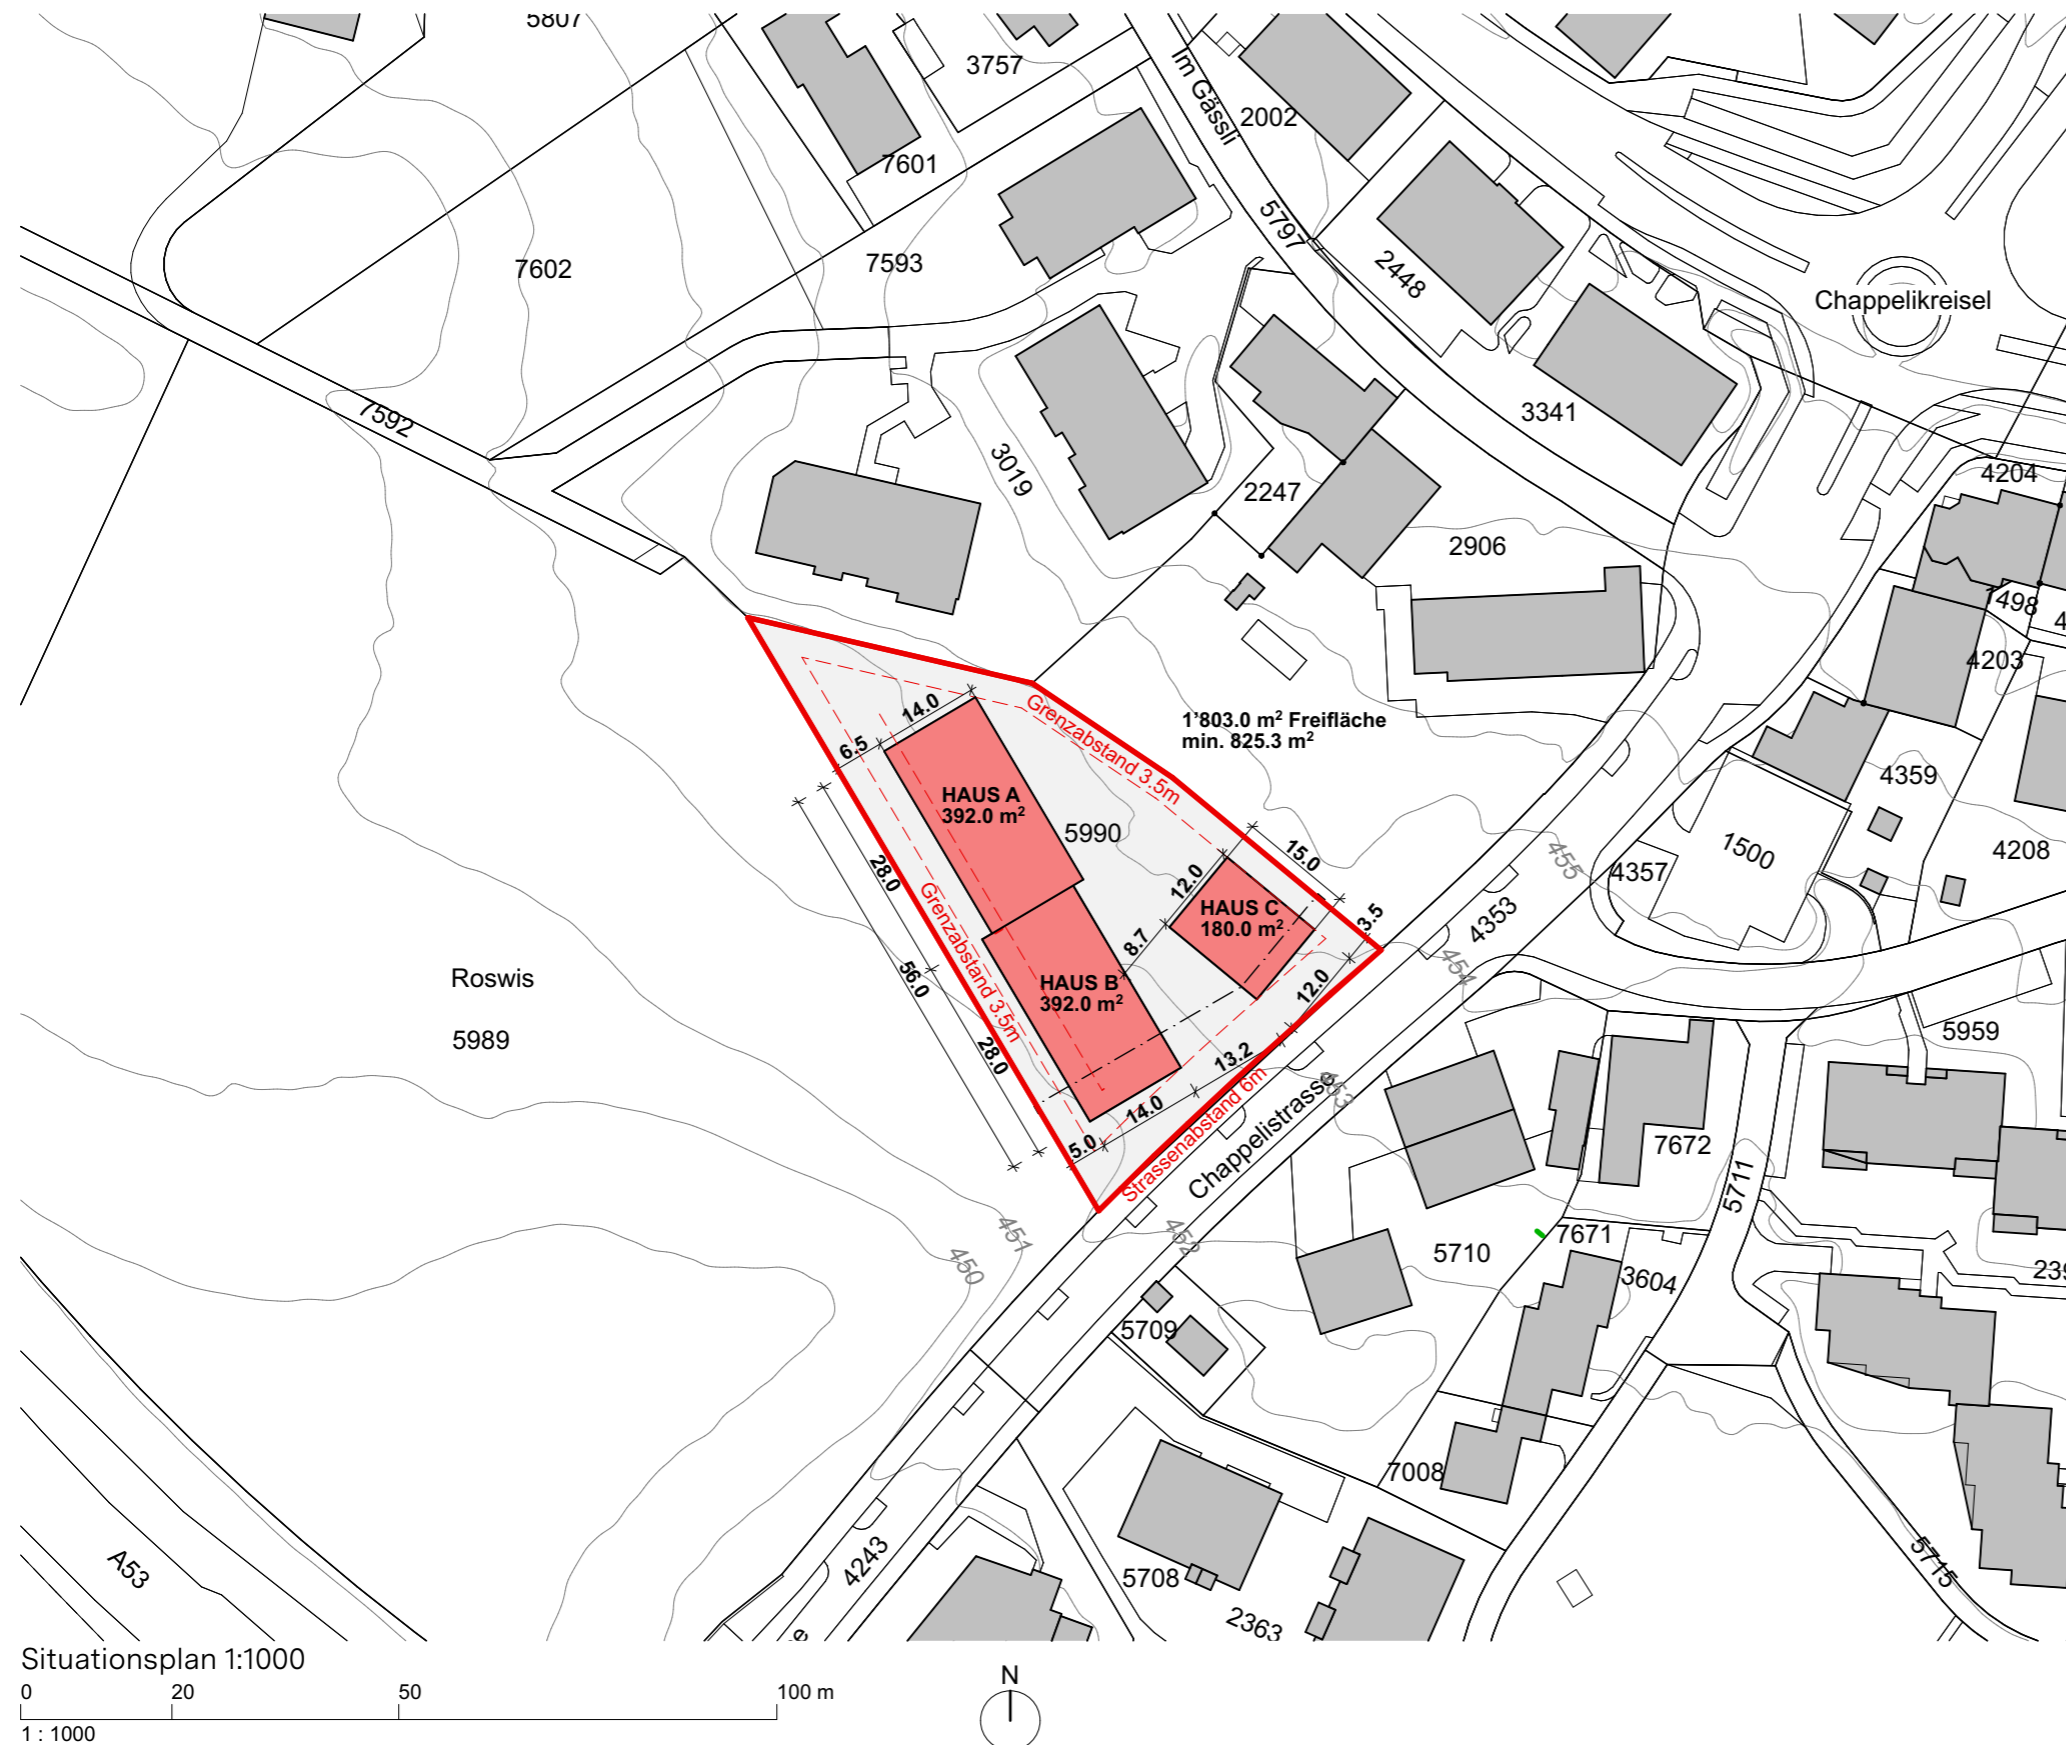 5807
3757
Im Gässli
2002
7601
5797
7602
7593
2448
Chappelikreisel
7592
3341
3019
2247
4204
2906
1498
4
4203
14.0
Grenzabstand 3.5m
1'803.0 m² Freifläche
min. 825.3 m²
6.5
HAUS A
392.0 m²
5990
4359
28.0
15.0
455
1500
4208
4357
12.0
HAUS C
180.0 m²
3.5
4353
Grenzabstand 3.5m
8.7
454
56.0
HAUS B
392.0 m²
12.0
Roswis
5989
5959
28.0
13.2
453
14.0
Strassenabstand 6m
Chappelistrasse
5.0
7672
5711
451
450
452
5710
7671
3604
239
5709
7008
A53
4243
5708
2363
5715
e
Situationsplan 1:1000
0 20 50 100 m
1 : 1000
N